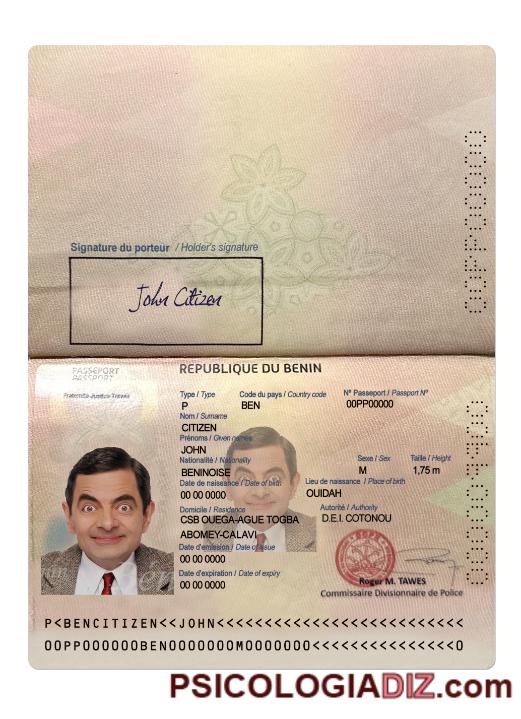 Signature du porteur / Holder's signature
John Citizen
00PP00000
PASSEPORT
PASSPORT
REPUBLIQUE DU BENIN
Fraternité-Justice-Travail
Type / Type Code du pays / Country code N° Passeport / Passport N°
P BEN 00PP00000
Nom / Surname
CITIZEN
Prénoms / Given names
JOHN
Nationalité / Nationality Sexe / Sex Taille / Height
BENINOISE M 1,75 m
Date de naissance / Date of birth Lieu de naissance / Place of birth
00 00 0000 OUIDAH
Domicile / Residence Autorité / Authority
CSB OUEGA-AGUE TOGBA D.E.I. COTONOU
ABOMEY-CALAVI
Date d'émission / Date of issue
00 00 0000
Date d'expiration / Date of expiry
00 00 0000
Roger M. TAWES
Commissaire Divisionnaire de Police
P<BENCITIZEN<<JOHN<<<<<<<<<<<<<<<<<<<<<<<<<<
00PP000000BEN0000000M0000000<<<<<<<<<<<<<<<0
PSICOLOGIADIZ.com